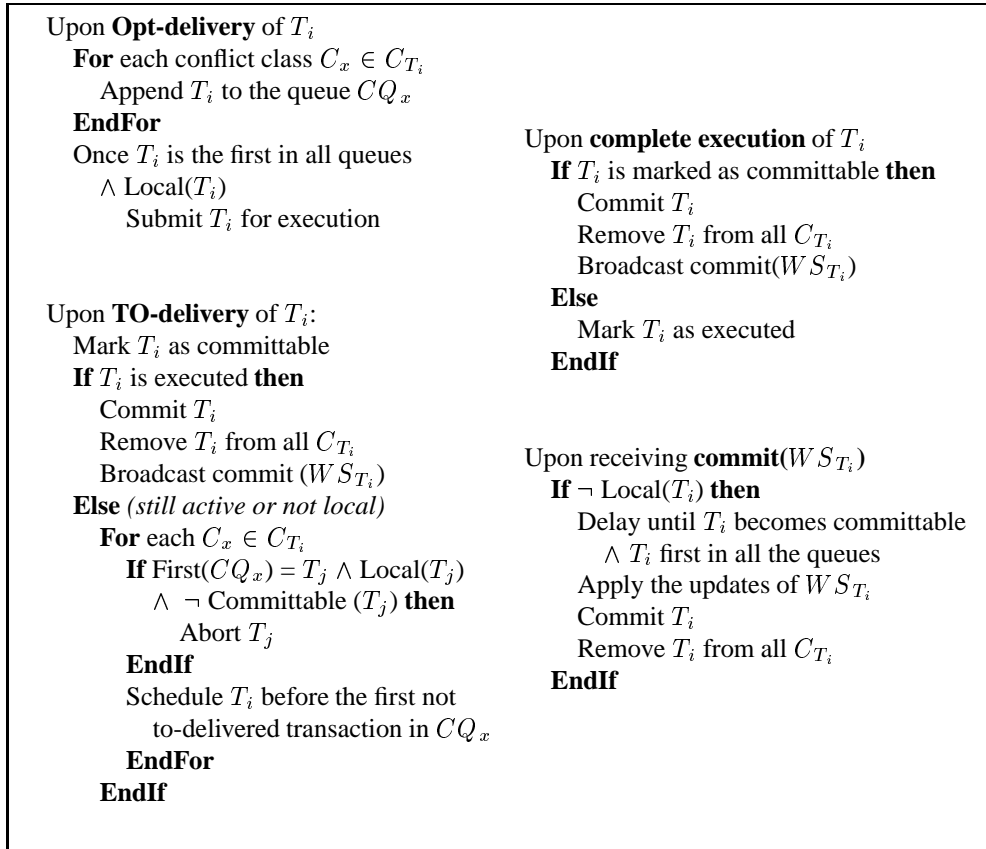 Upon Opt-delivery of T_i
For each conflict class C_x ∈ C_{T_i}
Append T_i to the queue CQ_x
EndFor
Once T_i is the first in all queues
∧ Local(T_i)
Submit T_i for execution
Upon TO-delivery of T_i:
Mark T_i as committable
If T_i is executed then
Commit T_i
Remove T_i from all C_{T_i}
Broadcast commit (WS_{T_i})
Else (still active or not local)
For each C_x ∈ C_{T_i}
If First(CQ_x) = T_j ∧ Local(T_j)
∧ ¬ Committable (T_j) then
Abort T_j
EndIf
Schedule T_i before the first not
to-delivered transaction in CQ_x
EndFor
EndIf
Upon complete execution of T_i
If T_i is marked as committable then
Commit T_i
Remove T_i from all C_{T_i}
Broadcast commit(WS_{T_i})
Else
Mark T_i as executed
EndIf
Upon receiving commit(WS_{T_i})
If ¬ Local(T_i) then
Delay until T_i becomes committable
∧ T_i first in all the queues
Apply the updates of WS_{T_i}
Commit T_i
Remove T_i from all C_{T_i}
EndIf